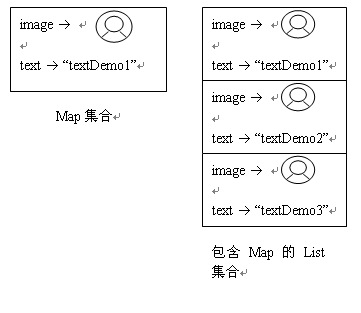 image → ↵
↵
text → “textDemo1”↵
Map 集合↵
image → ↵
↵
text → “textDemo1”↵
image → ↵
↵
text → “textDemo2”↵
image → ↵
↵
text → “textDemo3”↵
包含 Map 的 List
集合↵